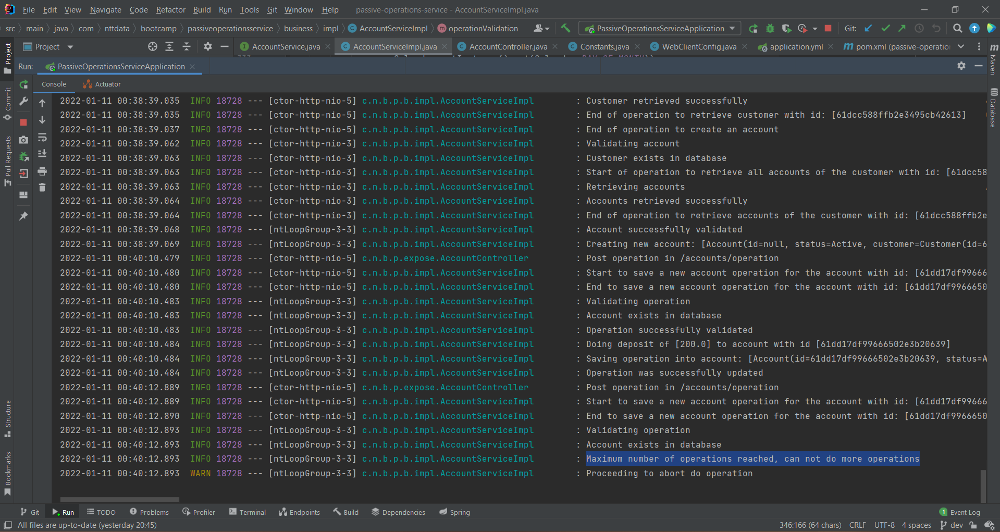 File Edit View Navigate Code Refactor Build Run Tools Git Window Help passive-operations-service - AccountServiceImpl.java
src main java com nttdata bootcamp passiveoperationsservice business impl AccountServiceImpl operationValidation PassiveOperationsServiceApplication Git:
Project AccountService.java AccountServiceImpl.java AccountController.java Constants.java WebClientConfig.java application.yml pom.xml (passive-operatio
Run: PassiveOperationsServiceApplication
Console Actuator
2022-01-11 00:38:39.035 INFO 18728 --- [ctor-http-nio-5] c.n.b.p.b.impl.AccountServiceImpl : Customer retrieved successfully
2022-01-11 00:38:39.035 INFO 18728 --- [ctor-http-nio-5] c.n.b.p.b.impl.AccountServiceImpl : End of operation to retrieve customer with id: [61dcc588ffb2e3495cb42613]
2022-01-11 00:38:39.037 INFO 18728 --- [ctor-http-nio-5] c.n.b.p.b.impl.AccountServiceImpl : End of operation to create an account
2022-01-11 00:38:39.062 INFO 18728 --- [ctor-http-nio-3] c.n.b.p.b.impl.AccountServiceImpl : Validating account
2022-01-11 00:38:39.063 INFO 18728 --- [ctor-http-nio-3] c.n.b.p.b.impl.AccountServiceImpl : Customer exists in database
2022-01-11 00:38:39.063 INFO 18728 --- [ctor-http-nio-3] c.n.b.p.b.impl.AccountServiceImpl : Start of operation to retrieve all accounts of the customer with id: [61dcc58
2022-01-11 00:38:39.063 INFO 18728 --- [ctor-http-nio-3] c.n.b.p.b.impl.AccountServiceImpl : Retrieving accounts
2022-01-11 00:38:39.064 INFO 18728 --- [ctor-http-nio-3] c.n.b.p.b.impl.AccountServiceImpl : Accounts retrieved successfully
2022-01-11 00:38:39.064 INFO 18728 --- [ctor-http-nio-3] c.n.b.p.b.impl.AccountServiceImpl : End of operation to retrieve accounts of the customer with id: [61dcc588ffb2e
2022-01-11 00:38:39.068 INFO 18728 --- [ntLoopGroup-3-3] c.n.b.p.b.impl.AccountServiceImpl : Account successfully validated
2022-01-11 00:38:39.069 INFO 18728 --- [ntLoopGroup-3-3] c.n.b.p.b.impl.AccountServiceImpl : Creating new account: [Account(id=null, status=Active, customer=Customer(id=6
2022-01-11 00:40:10.479 INFO 18728 --- [ctor-http-nio-5] c.n.b.p.expose.AccountController : Post operation in /accounts/operation
2022-01-11 00:40:10.480 INFO 18728 --- [ctor-http-nio-5] c.n.b.p.b.impl.AccountServiceImpl : Start to save a new account operation for the account with id: [61dd17df99666
2022-01-11 00:40:10.480 INFO 18728 --- [ctor-http-nio-5] c.n.b.p.b.impl.AccountServiceImpl : End to save a new account operation for the account with id: [61dd17df9966650
2022-01-11 00:40:10.483 INFO 18728 --- [ntLoopGroup-3-3] c.n.b.p.b.impl.AccountServiceImpl : Validating operation
2022-01-11 00:40:10.483 INFO 18728 --- [ntLoopGroup-3-3] c.n.b.p.b.impl.AccountServiceImpl : Account exists in database
2022-01-11 00:40:10.483 INFO 18728 --- [ntLoopGroup-3-3] c.n.b.p.b.impl.AccountServiceImpl : Operation successfully validated
2022-01-11 00:40:10.484 INFO 18728 --- [ntLoopGroup-3-3] c.n.b.p.b.impl.AccountServiceImpl : Doing deposit of [200.0] to account with id [61dd17df99666502e3b20639]
2022-01-11 00:40:10.484 INFO 18728 --- [ntLoopGroup-3-3] c.n.b.p.b.impl.AccountServiceImpl : Saving operation into account: [Account(id=61dd17df99666502e3b20639, status=A
2022-01-11 00:40:10.484 INFO 18728 --- [ntLoopGroup-3-3] c.n.b.p.b.impl.AccountServiceImpl : Operation was successfully updated
2022-01-11 00:40:12.889 INFO 18728 --- [ctor-http-nio-5] c.n.b.p.expose.AccountController : Post operation in /accounts/operation
2022-01-11 00:40:12.889 INFO 18728 --- [ctor-http-nio-5] c.n.b.p.b.impl.AccountServiceImpl : Start to save a new account operation for the account with id: [61dd17df99666
2022-01-11 00:40:12.890 INFO 18728 --- [ctor-http-nio-5] c.n.b.p.b.impl.AccountServiceImpl : End to save a new account operation for the account with id: [61dd17df9966650
2022-01-11 00:40:12.893 INFO 18728 --- [ntLoopGroup-3-3] c.n.b.p.b.impl.AccountServiceImpl : Validating operation
2022-01-11 00:40:12.893 INFO 18728 --- [ntLoopGroup-3-3] c.n.b.p.b.impl.AccountServiceImpl : Account exists in database
2022-01-11 00:40:12.893 INFO 18728 --- [ntLoopGroup-3-3] c.n.b.p.b.impl.AccountServiceImpl : Maximum number of operations reached, can not do more operations
2022-01-11 00:40:12.893 WARN 18728 --- [ntLoopGroup-3-3] c.n.b.p.b.impl.AccountServiceImpl : Proceeding to abort do operation
Project
Commit
Pull Requests
Structure
Bookmarks
Maven
Database
Git Run TODO Problems Profiler Terminal Endpoints Build Dependencies Spring 1 Event Log
All files are up-to-date (yesterday 20:45) 346:166 (64 chars) CRLF UTF-8 4 spaces dev